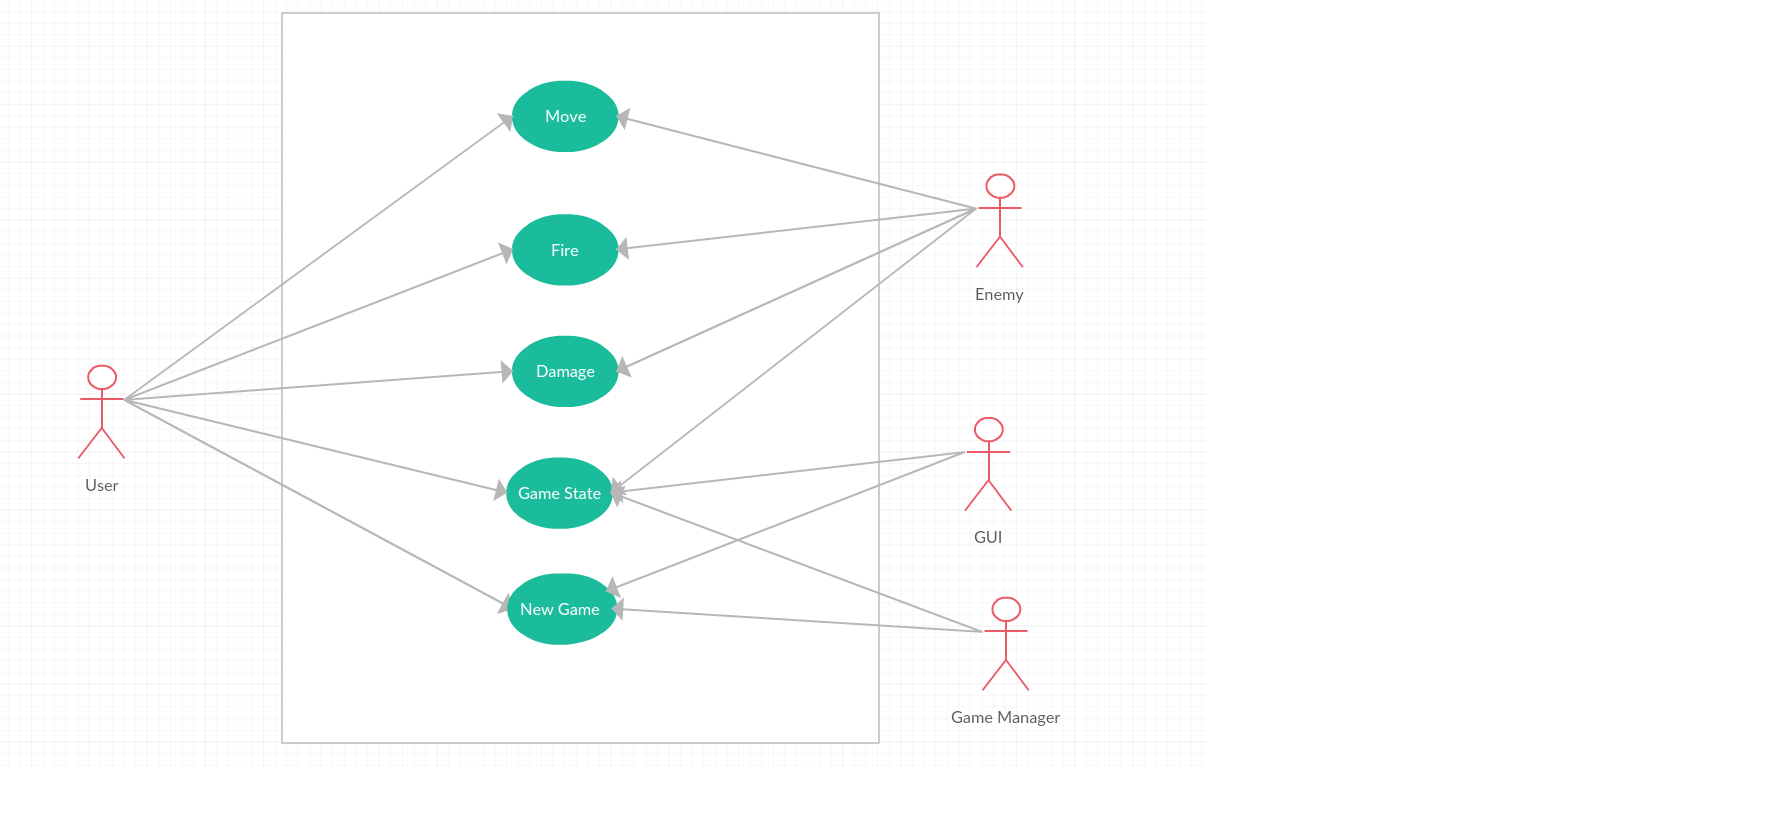 Move
Fire
Enemy
Damage
User
Game State
GUI
New Game
Game Manager